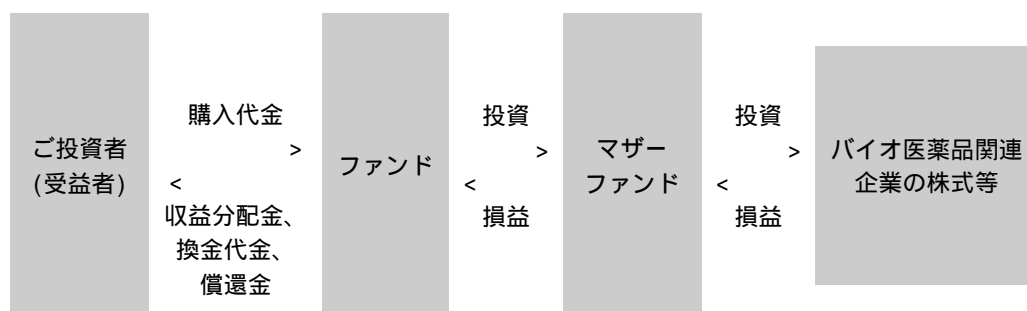 ご投資者
(受益者)
購入代金
>
<
収益分配金、
換金代金、
償還金
ファンド
投資
>
<
損益
マザー
ファンド
投資
>
<
損益
バイオ医薬品関連
企業の株式等